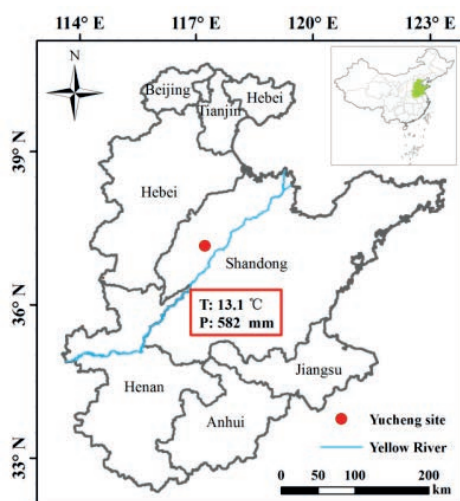 114° E
117° E
120° E
123° E
N
Beijing
Tianjin
Hebei
39° N
Hebei
Shandong
36° N
T: 13.1 ℃
P: 582 mm
Jiangsu
Henan
Anhui
Yucheng site
Yellow River
33° N
0 50 100 200
km